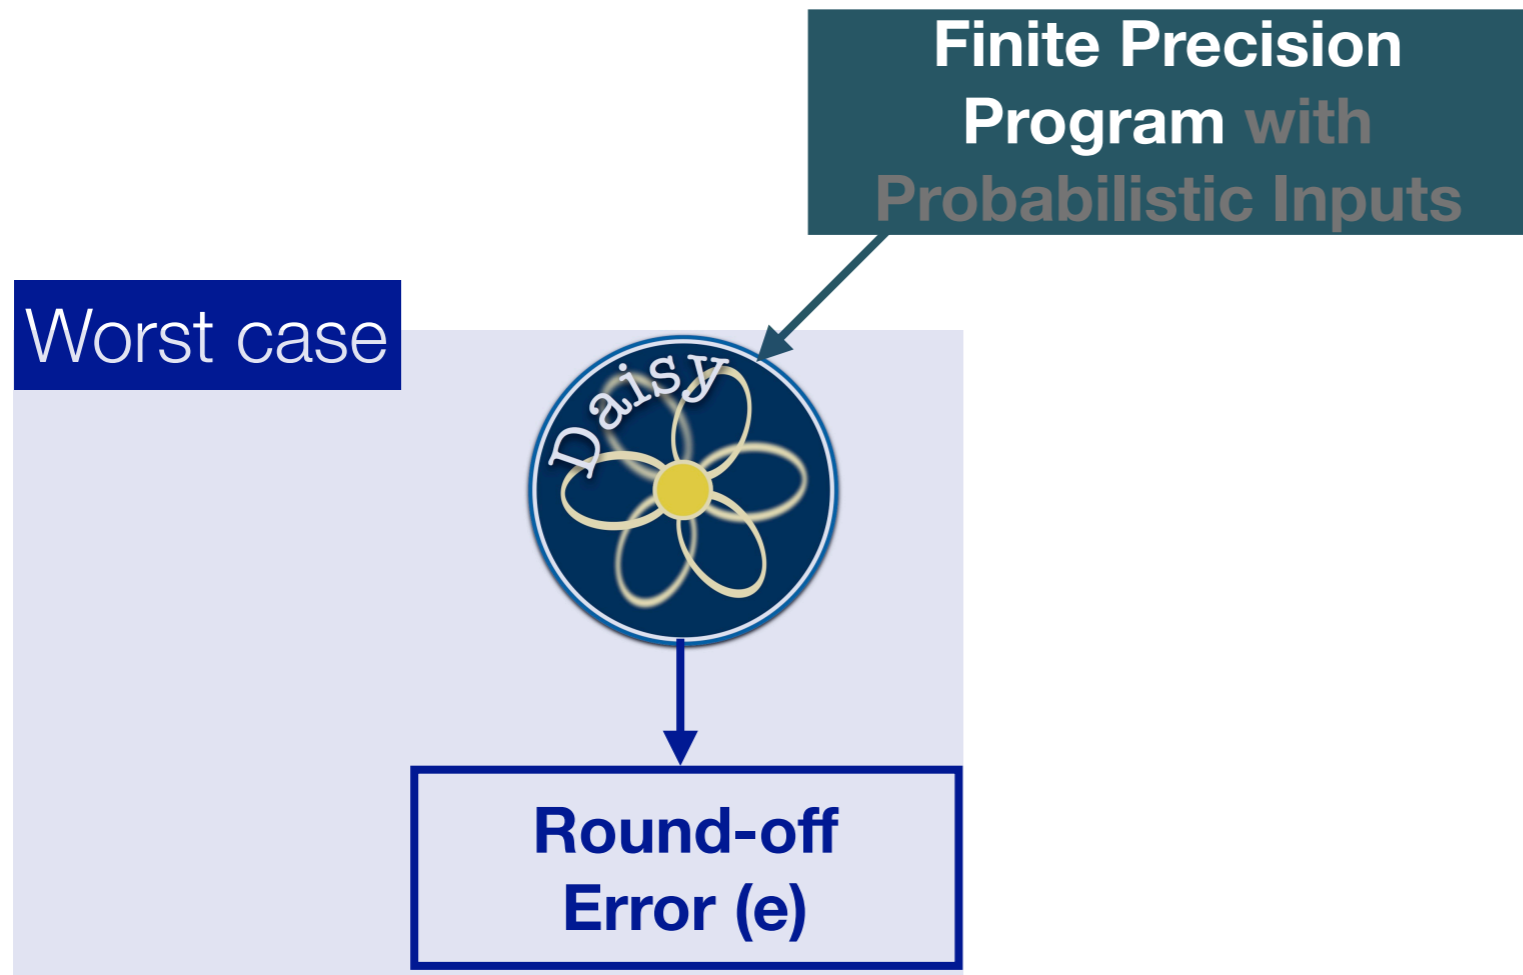 Finite Precision
Program with
Probabilistic Inputs
Worst case
Daisy
Round-off
Error (e)